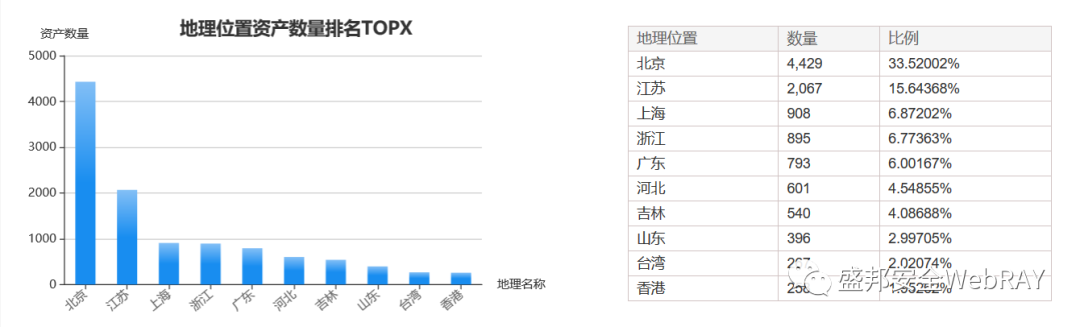 地理位置资产数量排名TOPX
资产数量
5000
4000
3000
2000
1000
0
北京 江苏 上海 浙江 广东 河北 吉林 山东 台湾 香港
地理名称
地理位置 数量 比例
北京 4,429 33.52002%
江苏 2,067 15.64368%
上海 908 6.87202%
浙江 895 6.77363%
广东 793 6.00167%
河北 601 4.54855%
吉林 540 4.08688%
山东 396 2.99705%
台湾 2.02074%
香港
盛邦安全WebRAY